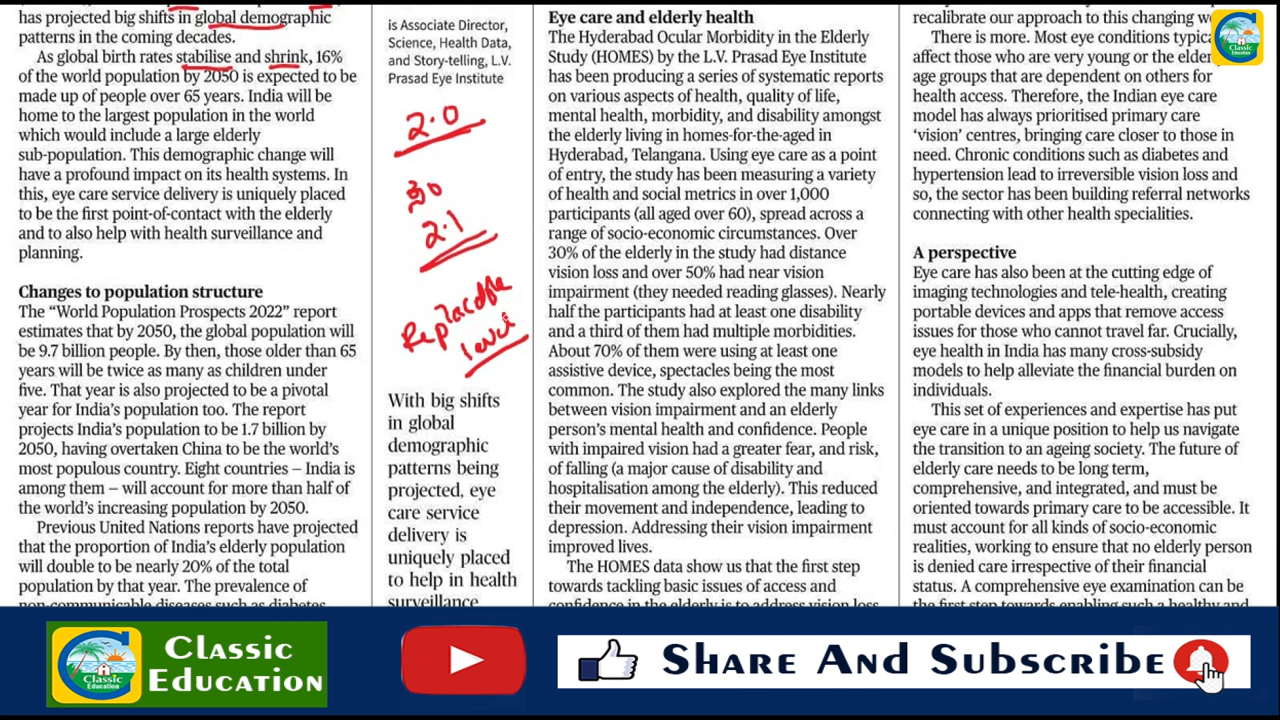 has projected big shifts in global demographic
patterns in the coming decades.
As global birth rates stabilise and shrink, 16%
of the world population by 2050 is expected to be
made up of people over 65 years. India will be
home to the largest population in the world
which would include a large elderly
sub-population. This demographic change will
have a profound impact on its health systems. In
this, eye care service delivery is uniquely placed
to be the first point-of-contact with the elderly
and to also help with health surveillance and
planning.
Changes to population structure
The “World Population Prospects 2022” report
estimates that by 2050, the global population will
be 9.7 billion people. By then, those older than 65
years will be twice as many as children under
five. That year is also projected to be a pivotal
year for India’s population too. The report
projects India’s population to be 1.7 billion by
2050, having overtaken China to be the world’s
most populous country. Eight countries – India is
among them – will account for more than half of
the world’s increasing population by 2050.
Previous United Nations reports have projected
that the proportion of India’s elderly population
will double to be nearly 20% of the total
population by that year. The prevalence of
non-communicable diseases such as diabetes
is Associate Director,
Science, Health Data,
and Story-telling, L.V.
Prasad Eye Institute
2.0
30
2.1
level
With big shifts
in global
demographic
patterns being
projected, eye
care service
delivery is
uniquely placed
to help in health
surveillance
Eye care and elderly health
The Hyderabad Ocular Morbidity in the Elderly
Study (HOMES) by the L.V. Prasad Eye Institute
has been producing a series of systematic reports
on various aspects of health, quality of life,
mental health, morbidity, and disability amongst
the elderly living in homes-for-the-aged in
Hyderabad, Telangana. Using eye care as a point
of entry, the study has been measuring a variety
of health and social metrics in over 1,000
participants (all aged over 60), spread across a
range of socio-economic circumstances. Over
30% of the elderly in the study had distance
vision loss and over 50% had near vision
impairment (they needed reading glasses). Nearly
half the participants had at least one disability
and a third of them had multiple morbidities.
About 70% of them were using at least one
assistive device, spectacles being the most
common. The study also explored the many links
between vision impairment and an elderly
person’s mental health and confidence. People
with impaired vision had a greater fear, and risk,
of falling (a major cause of disability and
hospitalisation among the elderly). This reduced
their movement and independence, leading to
depression. Addressing their vision impairment
improved lives.
The HOMES data show us that the first step
towards tackling basic issues of access and
confidence in the elderly is to address vision loss
recalibrate our approach to this changing
There is more. Most eye conditions
affect those who are very young or the
age groups that are dependent on others for
health access. Therefore, the Indian eye care
model has always prioritised primary care
‘vision’ centres, bringing care closer to those in
need. Chronic conditions such as diabetes and
hypertension lead to irreversible vision loss and
so, the sector has been building referral networks
connecting with other health specialities.
A perspective
Eye care has also been at the cutting edge of
imaging technologies and tele-health, creating
portable devices and apps that remove access
issues for those who cannot travel far. Crucially,
eye health in India has many cross-subsidy
models to help alleviate the financial burden on
individuals.
This set of experiences and expertise has put
eye care in a unique position to help us navigate
the transition to an ageing society. The future of
elderly care needs to be long term,
comprehensive, and integrated, and must be
oriented towards primary care to be accessible. It
must account for all kinds of socio-economic
realities, working to ensure that no elderly person
is denied care irrespective of their financial
status. A comprehensive eye examination can be
the first step towards enabling such a healthy and
Classic
Education
Classic
Education
Classic
Education
Share And Subscribe